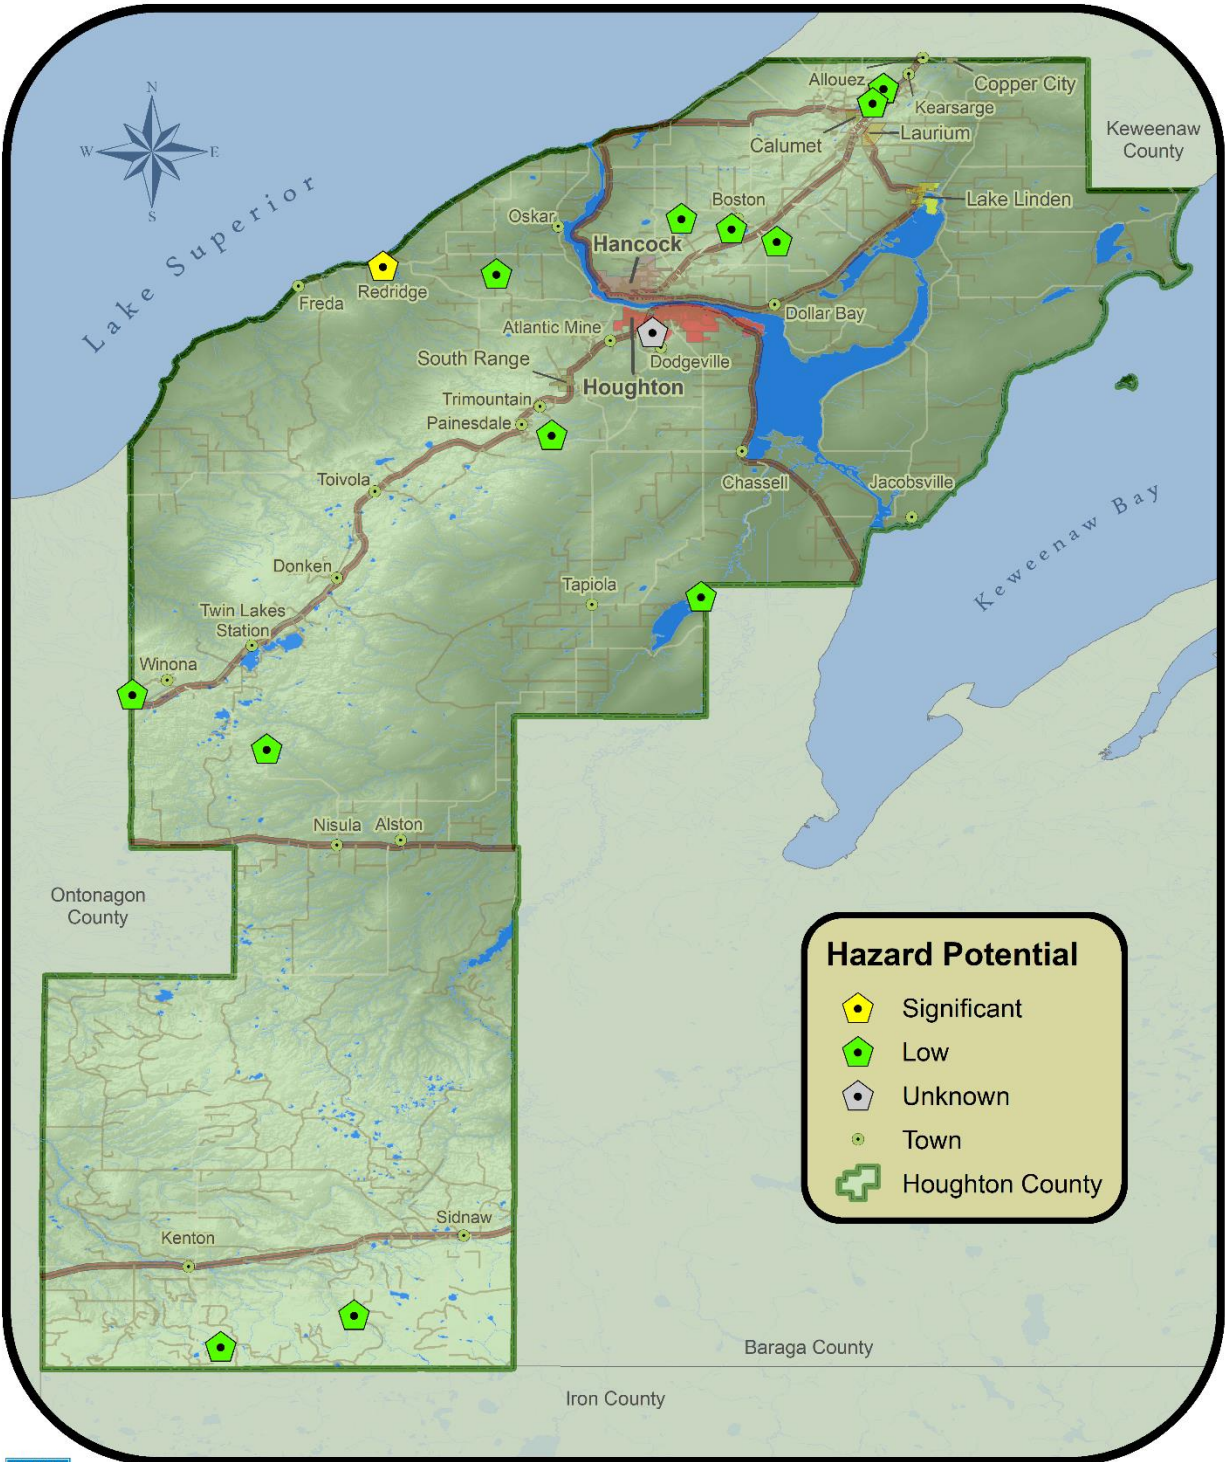 N
W
E
S
Lake Superior
Allouez
Copper City
Kearsarge
Calumet
Laurium
Keweenaw
County
Lake Linden
Boston
Oskar
Hancock
Redridge
Freda
Dollar Bay
Atlantic Mine
Dodgeville
South Range
Houghton
Trimountain
Painesdale
Chassell
Jacobsville
Toivola
Keweenaw Bay
Donken
Tapiola
Twin Lakes
Station
Winona
Nisula
Alston
Ontonagon
County
Hazard Potential
Significant
Low
Unknown
Town
Houghton County
Sidnaw
Kenton
Baraga County
Iron County